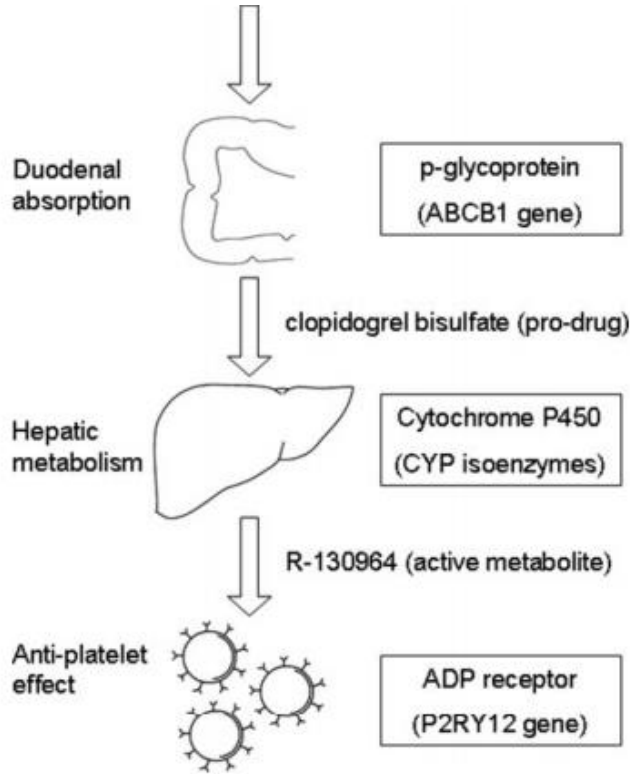 Duodenal
absorption
p-glycoprotein
(ABCB1 gene)
clopidogrel bisulfate (pro-drug)
Hepatic
metabolism
Cytochrome P450
(CYP isoenzymes)
R-130964 (active metabolite)
Anti-platelet
effect
ADP receptor
(P2RY12 gene)